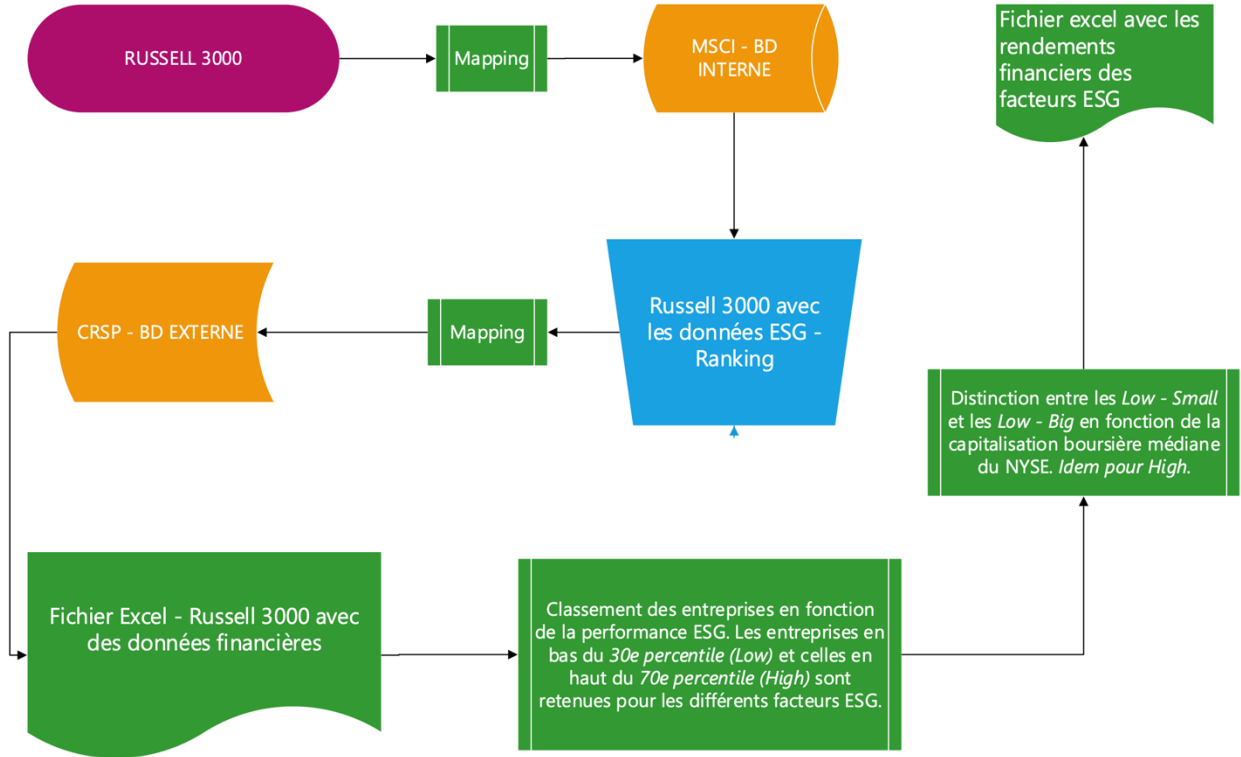 RUSSELL 3000
Mapping
MSCI - BD
INTERNE
Fichier excel avec les
rendements
financiers des
facteurs ESG
CRSP - BD EXTERNE
Mapping
Russell 3000 avec
les données ESG -
Ranking
Distinction entre les Low - Small
et les Low - Big en fonction de la
capitalisation boursière médiane
du NYSE. Idem pour High.
Fichier Excel - Russell 3000 avec
des données financières
Classement des entreprises en fonction
de la performance ESG. Les entreprises en
bas du 30e percentile (Low) et celles en
haut du 70e percentile (High) sont
retenues pour les différents facteurs ESG.